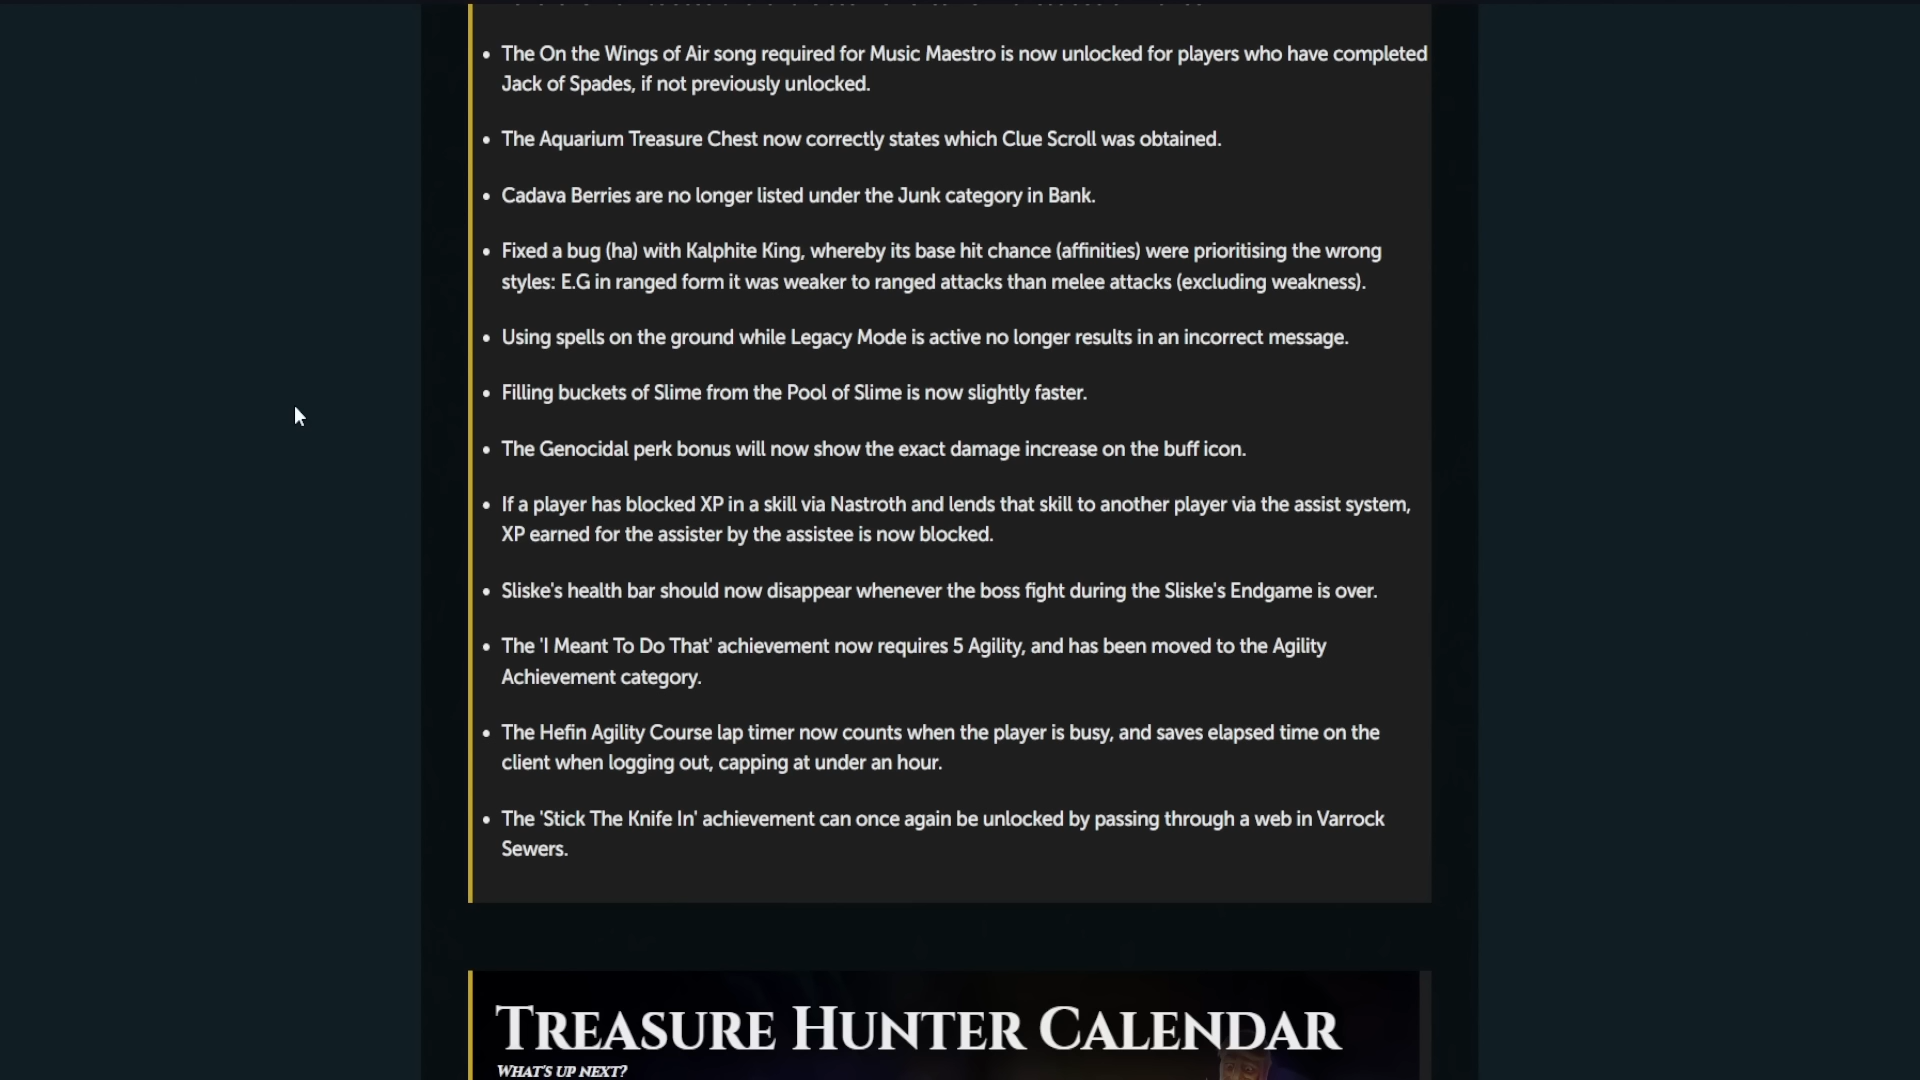 • The On the Wings of Air song required for Music Maestro is now unlocked for players who have completed
Jack of Spades, if not previously unlocked.
• The Aquarium Treasure Chest now correctly states which Clue Scroll was obtained.
• Cadava Berries are no longer listed under the Junk category in Bank.
• Fixed a bug (ha) with Kalphite King, whereby its base hit chance (affinities) were prioritising the wrong
styles: E.G in ranged form it was weaker to ranged attacks than melee attacks (excluding weakness).
• Using spells on the ground while Legacy Mode is active no longer results in an incorrect message.
• Filling buckets of Slime from the Pool of Slime is now slightly faster.
• The Genocidal perk bonus will now show the exact damage increase on the buff icon.
• If a player has blocked XP in a skill via Nastroth and lends that skill to another player via the assist system,
XP earned for the assister by the assistee is now blocked.
• Sliske's health bar should now disappear whenever the boss fight during the Sliske's Endgame is over.
• The 'I Meant To Do That' achievement now requires 5 Agility, and has been moved to the Agility
Achievement category.
• The Hefin Agility Course lap timer now counts when the player is busy, and saves elapsed time on the
client when logging out, capping at under an hour.
• The 'Stick The Knife In' achievement can once again be unlocked by passing through a web in Varrock
Sewers.
TREASURE HUNTER CALENDAR
WHAT'S UP NEXT?